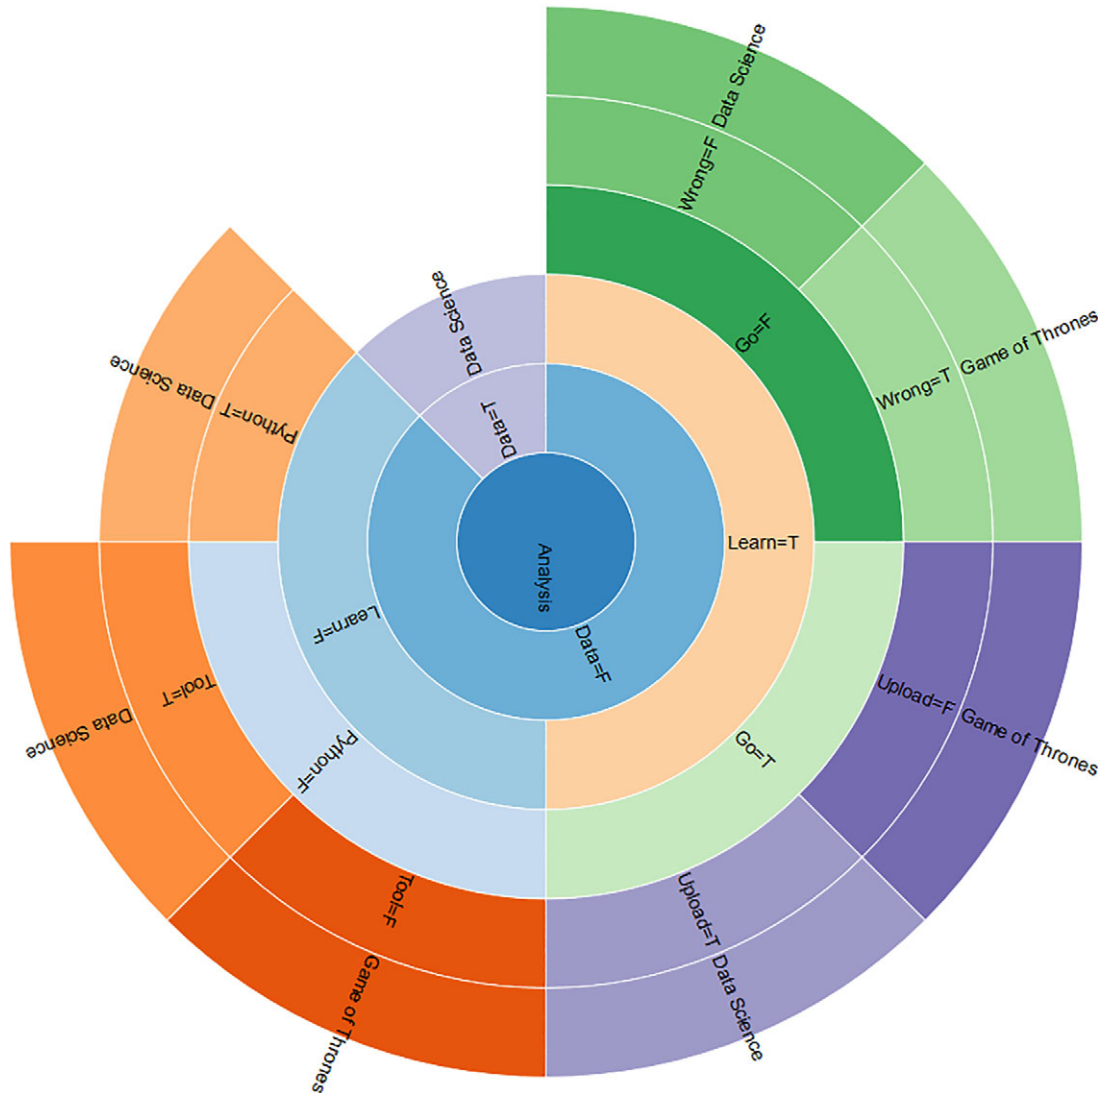 Data Science
Wrong=F
Data Science
Go=F
Game of Thrones
Wrong=T
Data Science
Data=T
Python=T
Learn=T
Analysis
Learn=F
Data=F
Tool=T
Data Science
Upload=F
Game of Thrones
Python=F
Go=T
Tool=F
Upload=T
Game of Thrones
Data Science